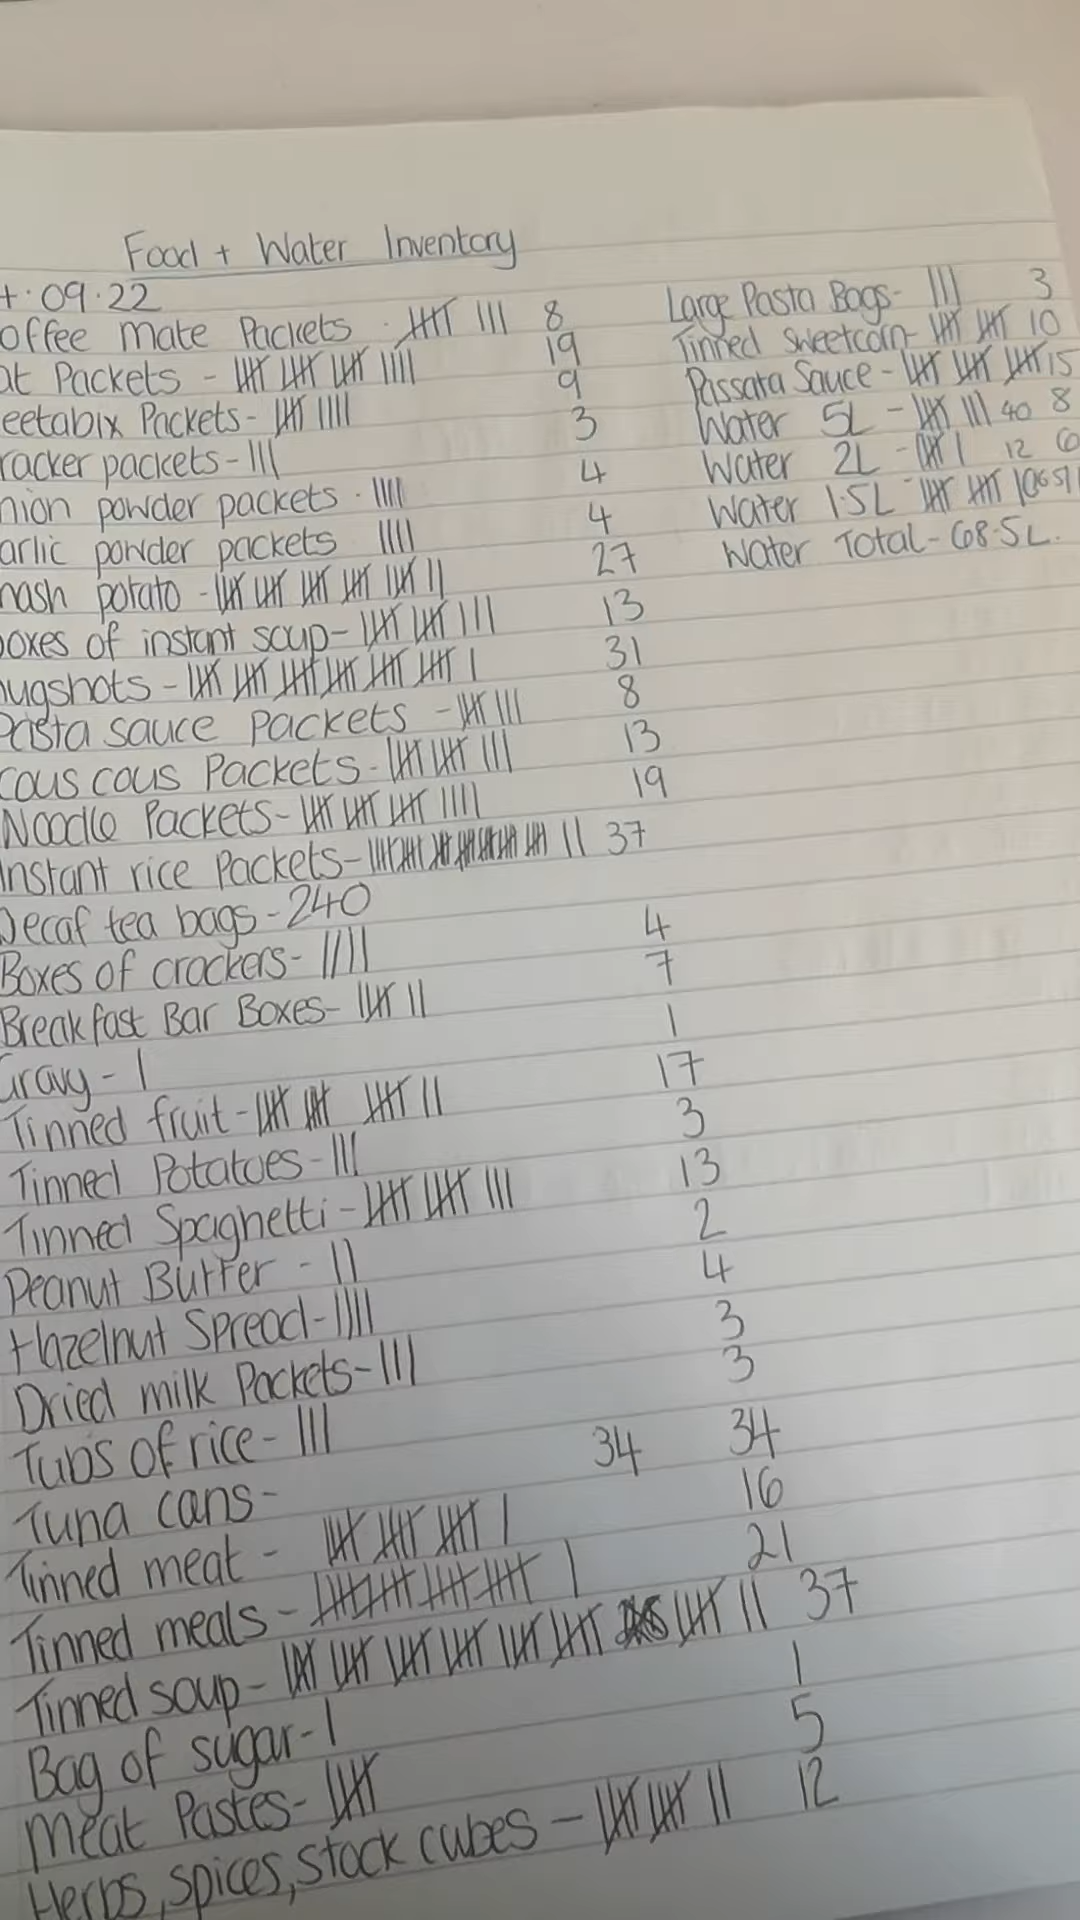 Food + Water Inventory
+.09.22
offee mate Packets - 8
at Packets - 19
eetabix Packets - 9
racker packets - 3
nion powder packets - 4
arlic powder packets 4
mash potato - 27
boxes of instant soup - 13
ugshots - 31
Pasta sauce packets - 8
cous cous Packets - 13
Noodle Packets - 19
Instant rice Packets - 37
Decaf tea bags - 240
Boxes of crackers - 4
Breakfast Bar Boxes - 7
Gravy - 1
Tinned fruit - 17
Tinned Potatoes - 3
Tinned Spaghetti - 13
Peanut Butter - 2
Hazelnut Spread - 4
Dried milk Packets - 3
Tubs of rice - 3
Tuna cans - 34 34
Tinned meat - 16
Tinned meals - 21
Tinned soup - 37
Bag of sugar - 1
Meat Pastes - 5
Herbs, spices, stock cubes - 12
Large Pasta Bags - 3
Tinned Sweetcorn - 10
Passata Sauce - 15
Water 5L - 40 8
Water 2L - 12 6
Water 1.5L
Water Total - 68.5L.